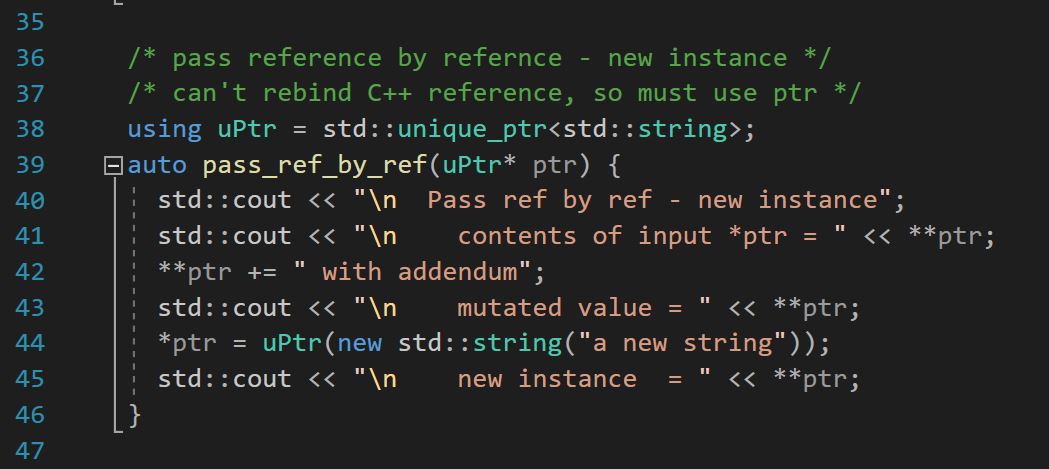 35
36 /* pass reference by refernce - new instance */
37 /* can't rebind C++ reference, so must use ptr */
38 using uPtr = std::unique_ptr<std::string>;
39 auto pass_ref_by_ref(uPtr* ptr) {
40 std::cout << "\n  Pass ref by ref - new instance";
41 std::cout << "\n    contents of input *ptr = " << **ptr;
42 **ptr += " with addendum";
43 std::cout << "\n    mutated value = " << **ptr;
44 *ptr = uPtr(new std::string("a new string"));
45 std::cout << "\n    new instance  = " << **ptr;
46 }
47